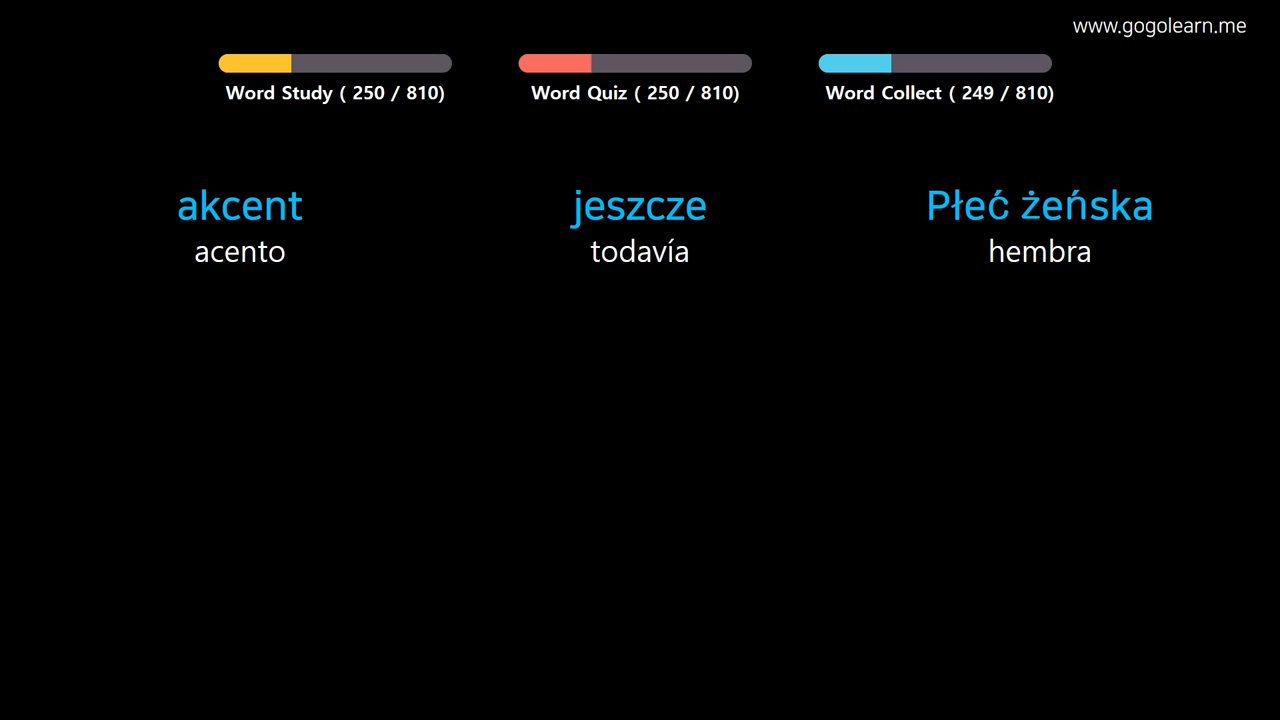 www.gogolearn.me
Word Study ( 250 / 810)
Word Quiz ( 250 / 810)
Word Collect ( 249 / 810)
akcent
acento
jeszcze
todavía
Płeć żeńska
hembra